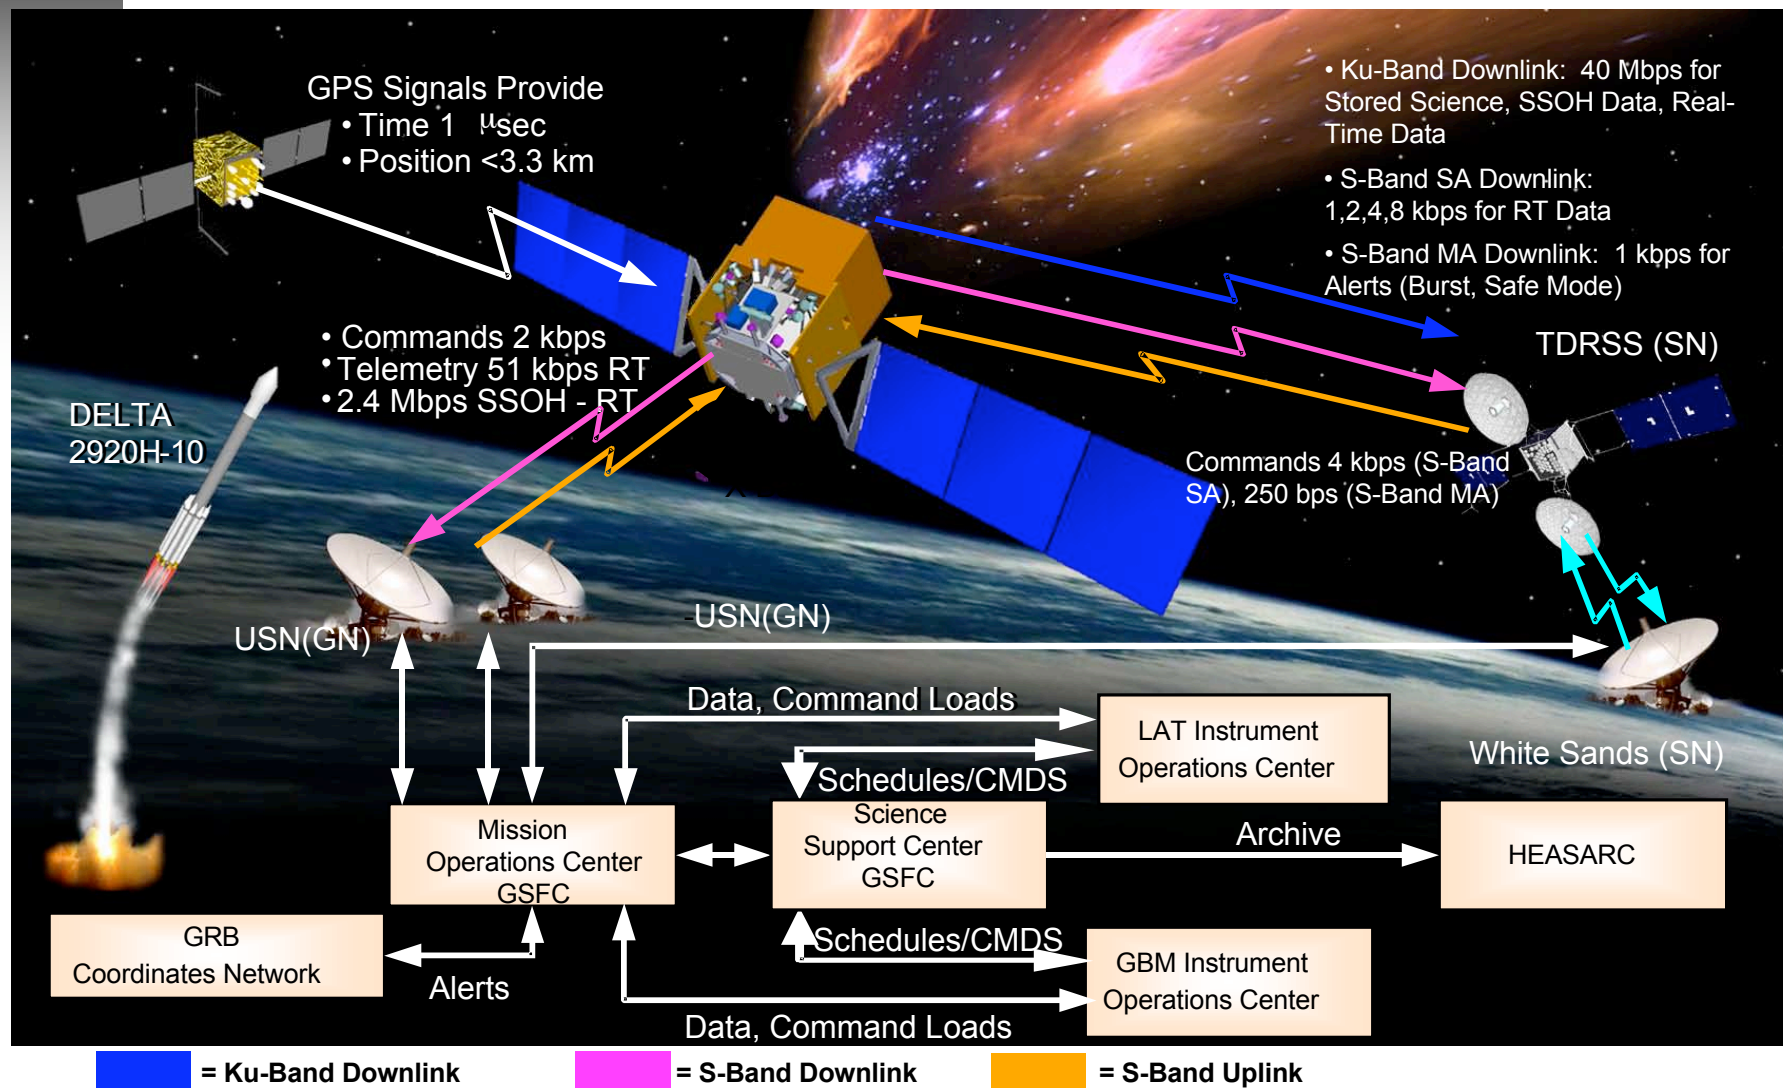 GPS Signals Provide
• Time 1 μsec
• Position <3.3 km
• Ku-Band Downlink: 40 Mbps for
Stored Science, SSOH Data, Real-
Time Data
• S-Band SA Downlink:
1,2,4,8 kbps for RT Data
• S-Band MA Downlink: 1 kbps for
Alerts (Burst, Safe Mode)
TDRSS (SN)
• Commands 2 kbps
• Telemetry 51 kbps RT
• 2.4 Mbps SSOH - RT
DELTA
2920H-10
Commands 4 kbps (S-Band
SA), 250 bps (S-Band MA)
USN(GN)
-USN(GN)
Data, Command Loads
LAT Instrument
Operations Center
White Sands (SN)
Schedules/CMDS
Mission
Operations Center
GSFC
Science
Support Center
GSFC
Archive
HEASARC
GRB
Coordinates Network
Alerts
Schedules/CMDS
GBM Instrument
Operations Center
Data, Command Loads
= Ku-Band Downlink
= S-Band Downlink
= S-Band Uplink